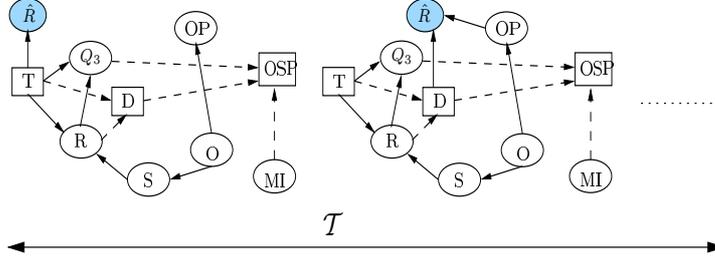 R̂ OP R̂ OP
Q₃ OSP Q₃ OSP
T T
D D
R R
O O
S MI S MI
𝒯